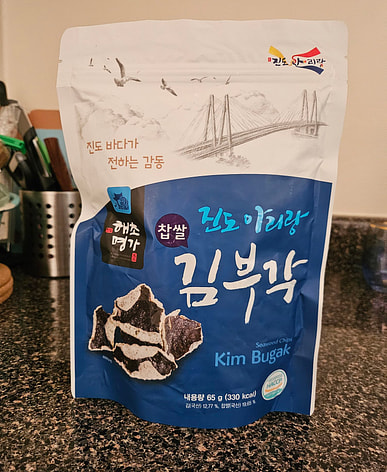 진도 아리랑
진도 바다가
전하는 감동
해초
명가
찹쌀
진도 아리랑
김부각
Seaweed Chips
Kim Bugak
내용량 65 g (330 kcal)
HACCP